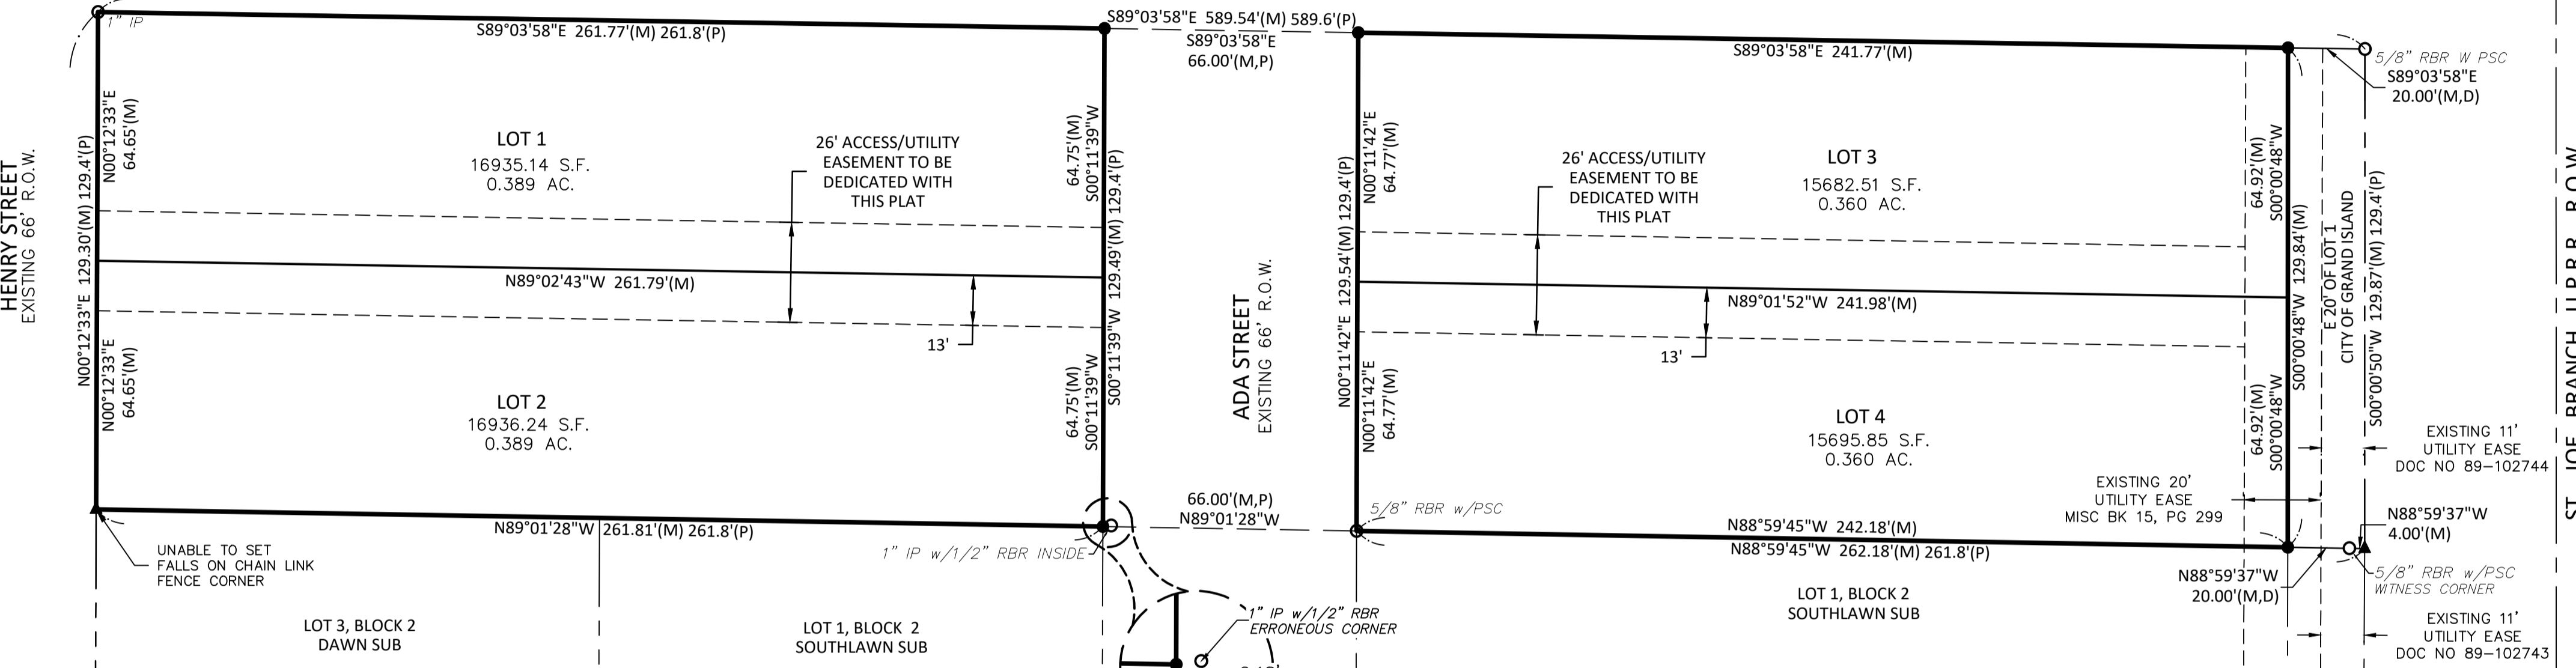 1" IP
S89°03'58"E 261.77'(M) 261.8'(P)
S89°03'58"E 589.54'(M) 589.6'(P)
S89°03'58"E
66.00'(M,P)
S89°03'58"E 241.77'(M)
5/8" RBR W PSC
S89°03'58"E
20.00'(M,D)
HENRY STREET
EXISTING 66' R.O.W.
N00°12'33"E 129.30'(M) 129.4'(P)
N00°12'33"E
64.65'(M)
LOT 1
16935.14 S.F.
0.389 AC.
26' ACCESS/UTILITY
EASEMENT TO BE
DEDICATED WITH
THIS PLAT
64.75'(M)
S00°11'39"W
S00°11'39"W 129.49'(M) 129.4'(P)
N00°11'42"E 129.54'(M) 129.4'(P)
N00°11'42"E
64.77'(M)
26' ACCESS/UTILITY
EASEMENT TO BE
DEDICATED WITH
THIS PLAT
LOT 3
15682.51 S.F.
0.360 AC.
64.92'(M)
S00°00'48"W
S00°00'48"W 129.84'(M)
E 20' OF LOT 1
CITY OF GRAND ISLAND
S00°00'50"W 129.87'(M) 129.4'(P)
ST JOE BRANCH U.P.R.R. R.O.W.
N89°02'43"W 261.79'(M)
13'
ADA STREET
EXISTING 66' R.O.W.
N89°01'52"W 241.98'(M)
13'
N00°12'33"E
64.65'(M)
LOT 2
16936.24 S.F.
0.389 AC.
64.75'(M)
S00°11'39"W
N00°11'42"E
64.77'(M)
LOT 4
15695.85 S.F.
0.360 AC.
64.92'(M)
S00°00'48"W
EXISTING 11'
UTILITY EASE
DOC NO 89-102744
EXISTING 20'
UTILITY EASE
MISC BK 15, PG 299
N89°01'28"W 261.81'(M) 261.8'(P)
66.00'(M,P)
N89°01'28"W
5/8" RBR w/PSC
N88°59'45"W 242.18'(M)
N88°59'45"W 262.18'(M) 261.8'(P)
N88°59'37"W
4.00'(M)
UNABLE TO SET
FALLS ON CHAIN LINK
FENCE CORNER
1" IP w/1/2" RBR INSIDE
N88°59'37"W
20.00'(M,D)
5/8" RBR w/PSC
WITNESS CORNER
LOT 3, BLOCK 2
DAWN SUB
LOT 1, BLOCK 2
SOUTHLAWN SUB
1" IP w/1/2" RBR
ERRONEOUS CORNER
LOT 1, BLOCK 2
SOUTHLAWN SUB
EXISTING 11'
UTILITY EASE
DOC NO 89-102743